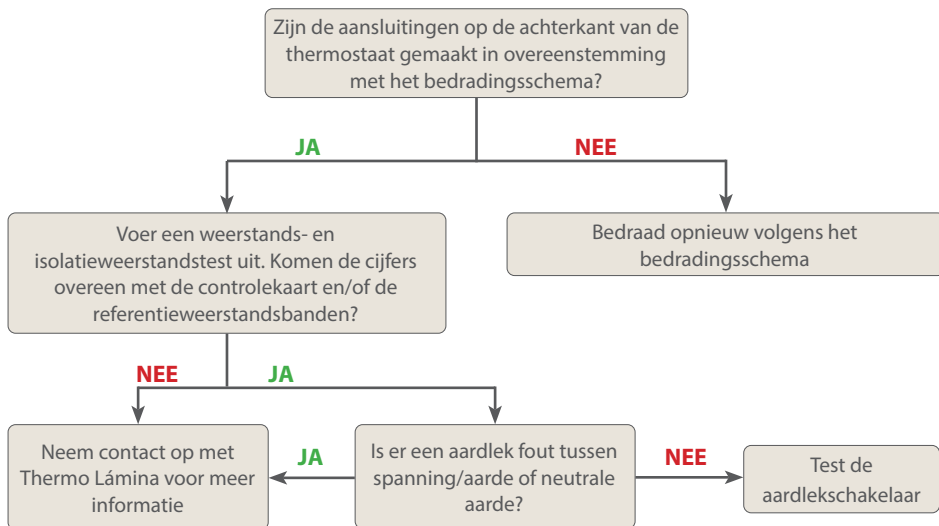 Zijn de aansluitingen op de achterkant van de
thermostaat gemaakt in overeenstemming
met het bedradingsschema?
JA
NEE
Voer een weerstands- en
isolatieweerstandstest uit. Komen de cijfers
overeen met de controlekaart en/of de
referentieweerstandsbanden?
Bedraad opnieuw volgens het
bedradingsschema
NEE
JA
Neem contact op met
Thermo Lámina voor meer
informatie
JA
Is er een aardlek fout tussen
spanning/aarde of neutrale
aarde?
NEE
Test de
aardlekschakelaar